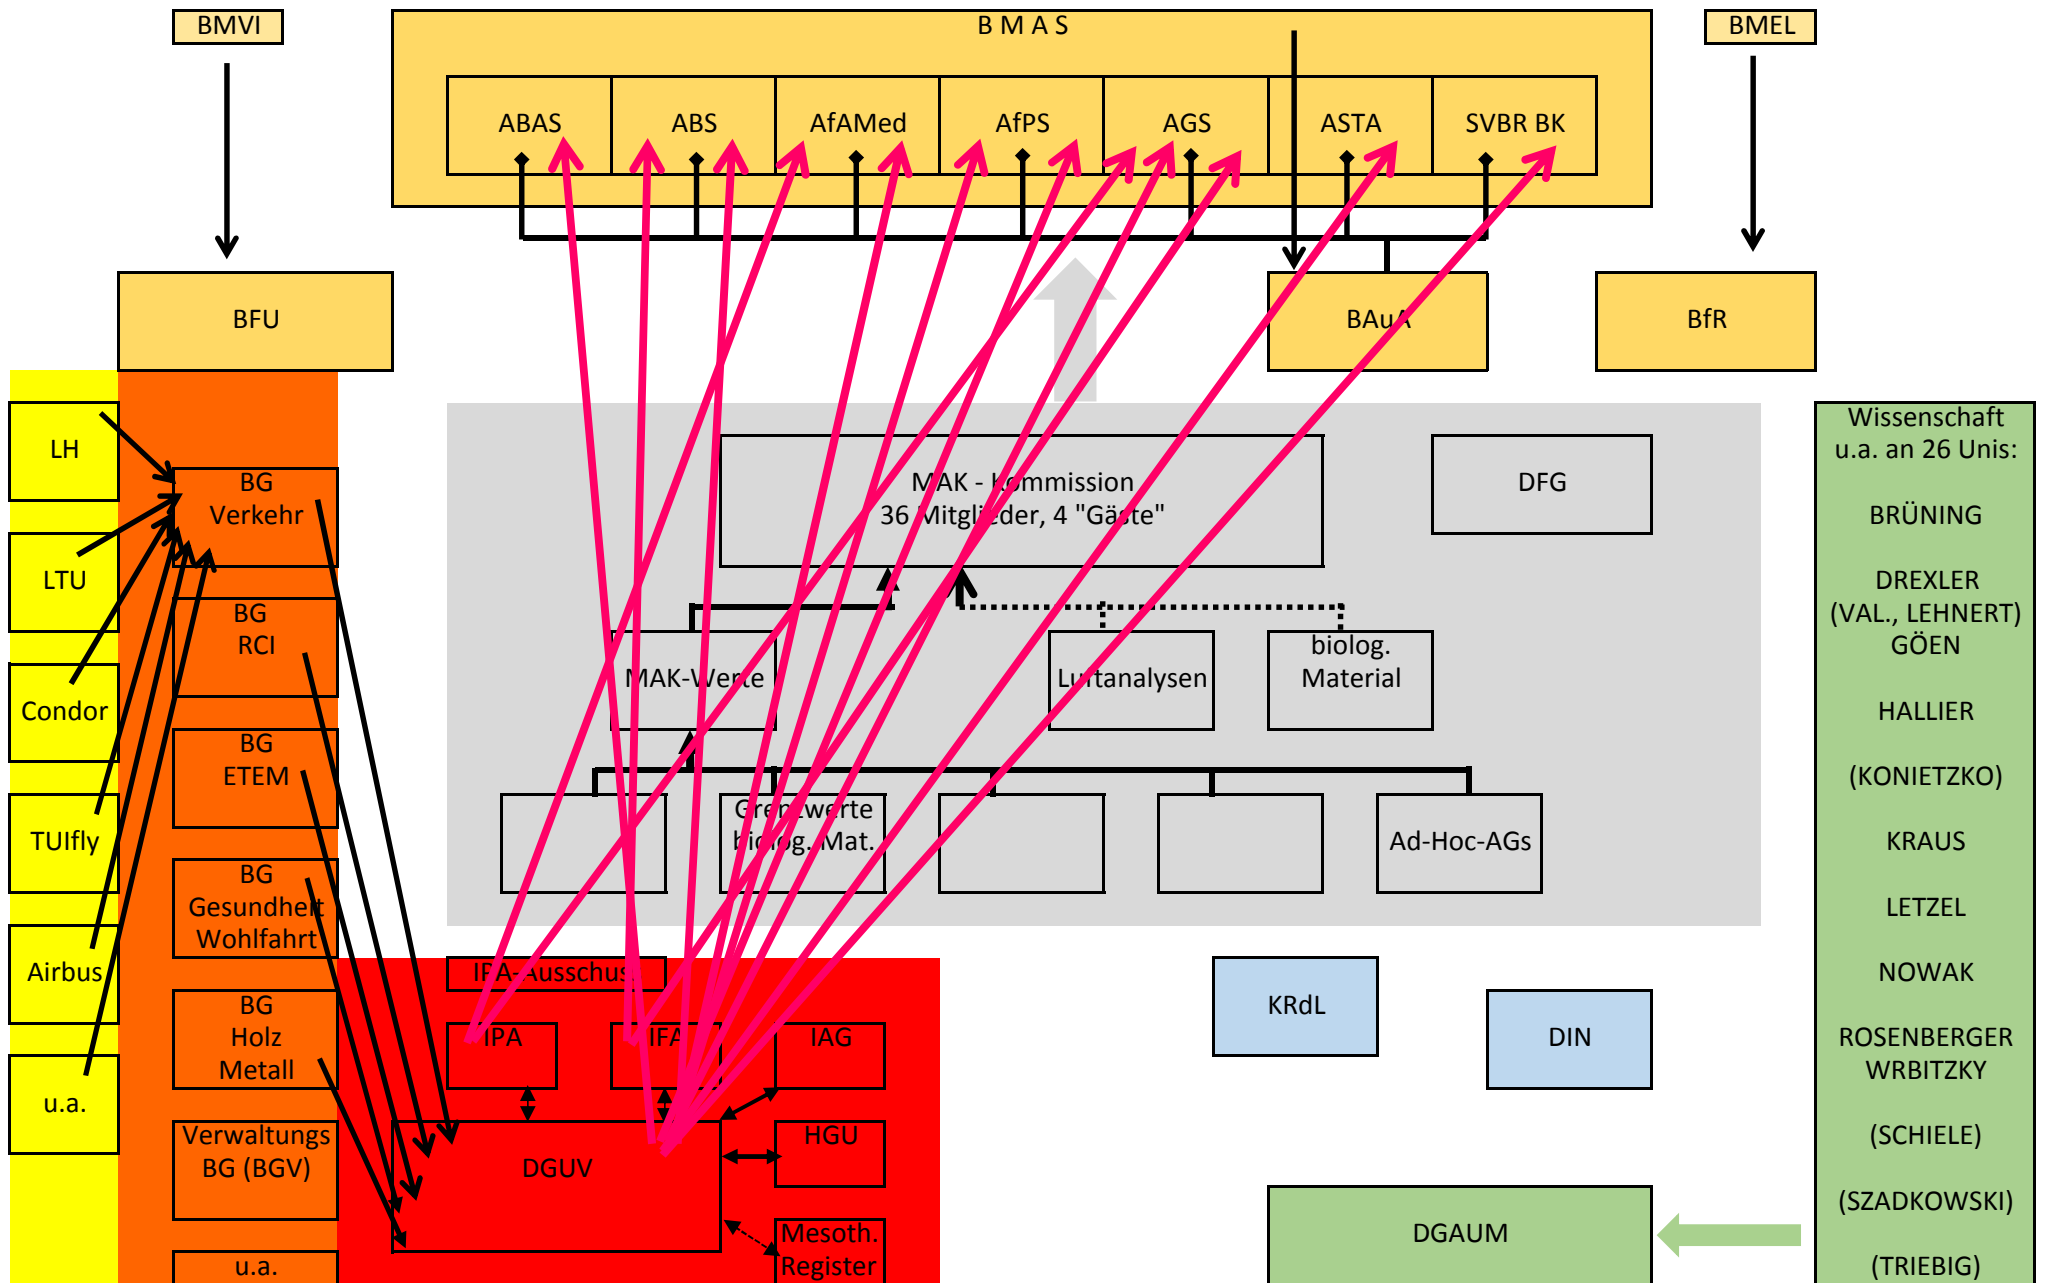 BMVI
B M A S
BMEL
ABAS
ABS
AfAMed
AfPS
AGS
ASTA
SVBR BK
BFU
BAuA
BfR
LH
LTU
Condor
TUIfly
Airbus
u.a.
BG
Verkehr
BG
RCI
BG
ETEM
BG
Gesundheit
Wohlfahrt
BG
Holz
Metall
Verwaltungs
BG (BGV)
u.a.
MAK - Kommission
36 Mitglieder, 4 "Gäste"
DFG
MAK-Werte
Luftanalysen
biolog.
Material
Grenzwerte
biolog. Mat.
Ad-Hoc-AGs
IPA-Ausschuss
IPA
IFA
IAG
DGUV
HGU
Mesoth.
Register
KRdL
DIN
DGAUM
Wissenschaft
u.a. an 26 Unis:
BRÜNING
DREXLER
(VAL., LEHNERT)
GÖEN
HALLIER
(KONIETZKO)
KRAUS
LETZEL
NOWAK
ROSENBERGER
WRBITZKY
(SCHIELE)
(SZADKOWSKI)
(TRIEBIG)